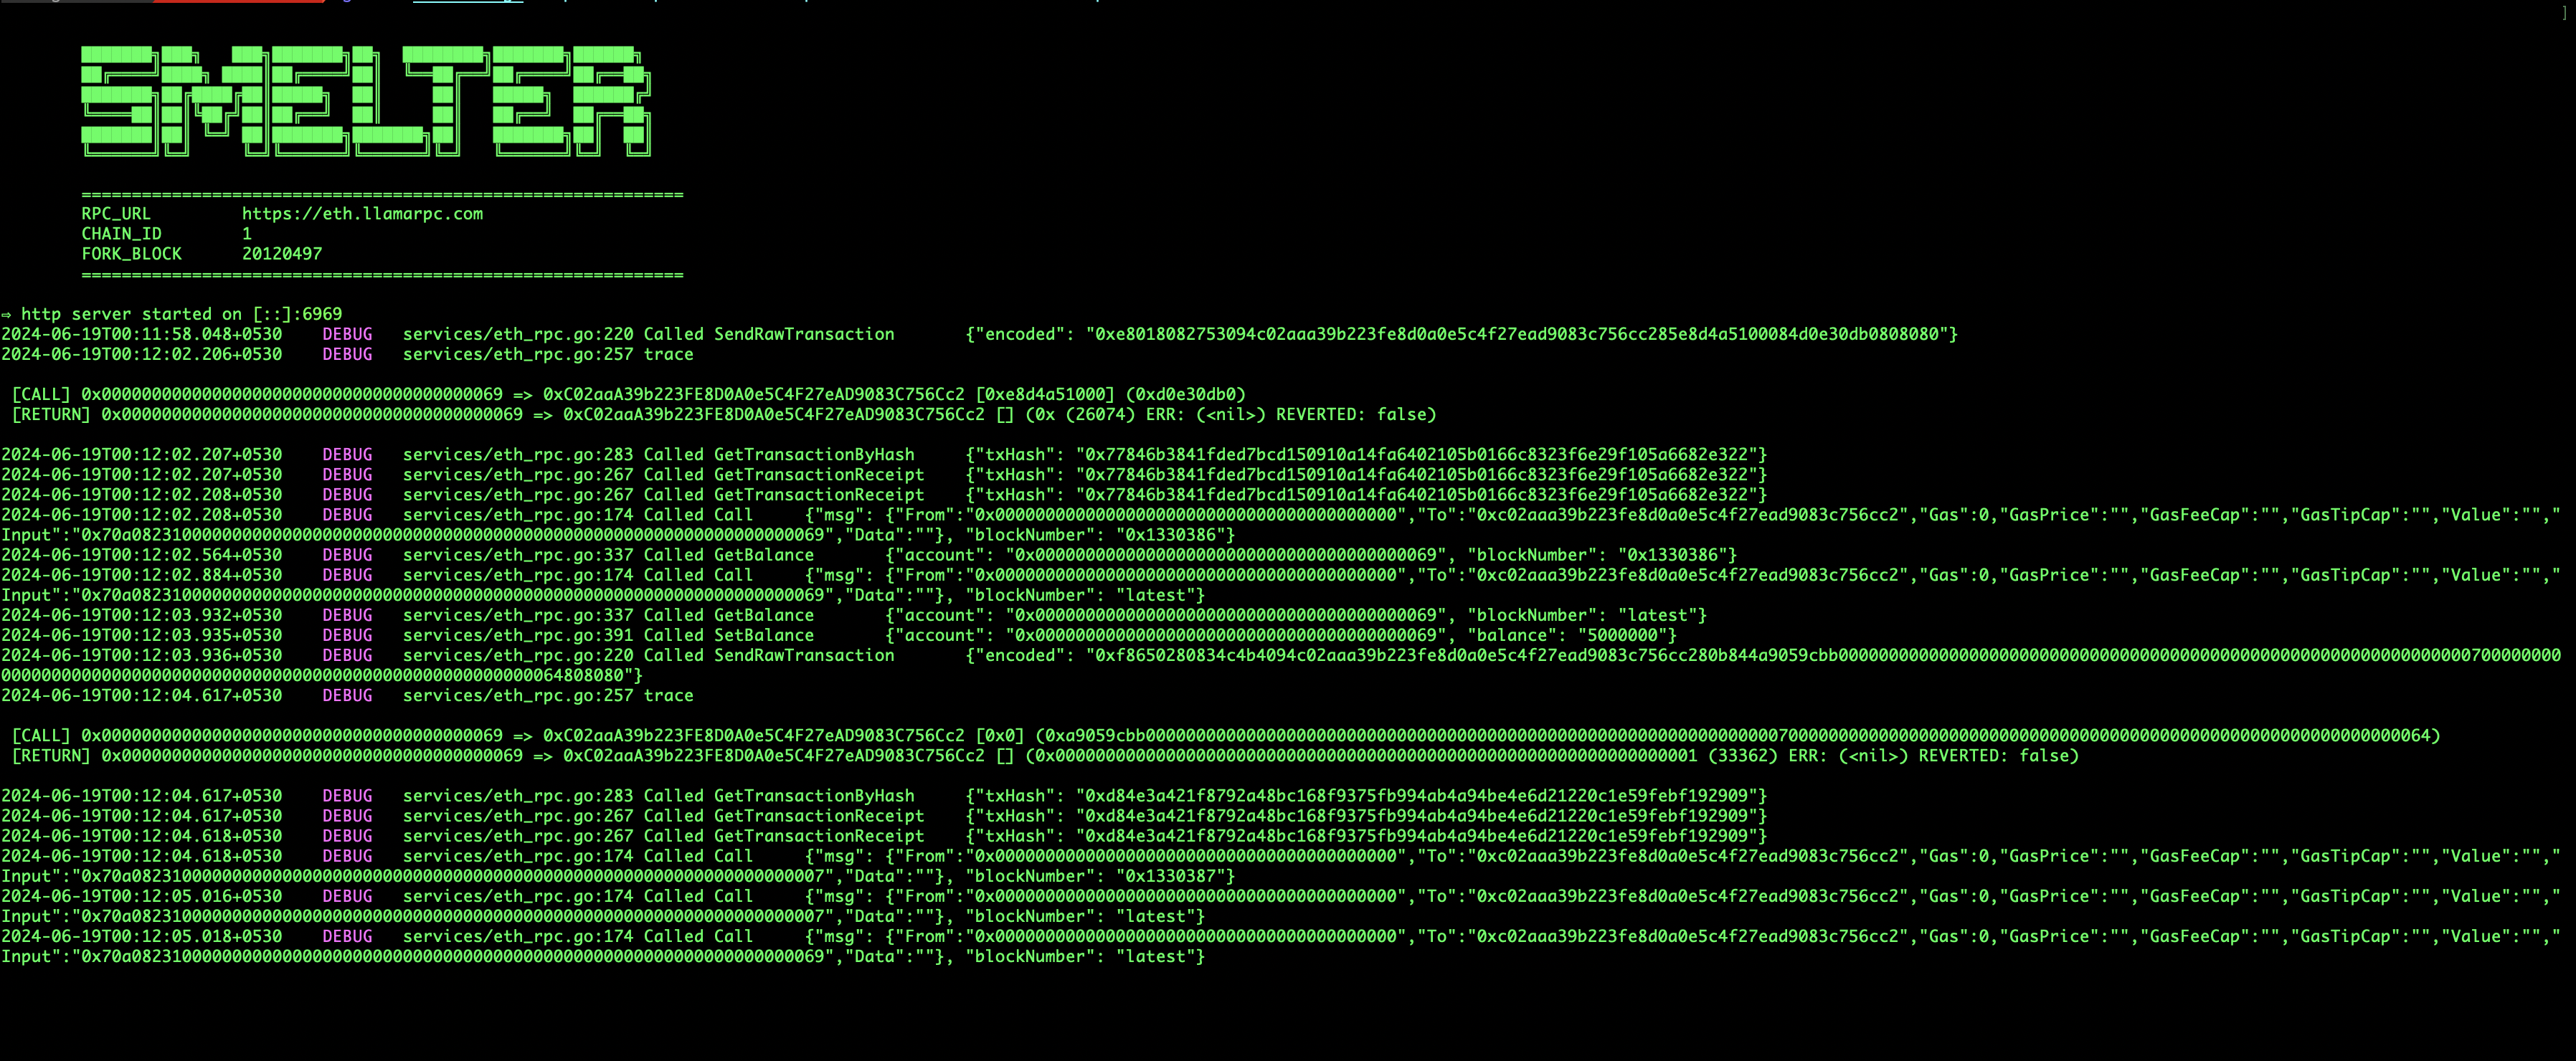 ]
SMELTER
============================================================
RPC_URL https://eth.llamarpc.com
CHAIN_ID 1
FORK_BLOCK 20120497
============================================================
⇨ http server started on [::]:6969
2024-06-19T00:11:58.048+0530 DEBUG services/eth_rpc.go:220 Called SendRawTransaction {"encoded": "0xe8018082753094c02aaa39b223fe8d0a0e5c4f27ead9083c756cc285e8d4a5100084d0e30db0808080"}
2024-06-19T00:12:02.206+0530 DEBUG services/eth_rpc.go:257 trace
[CALL] 0x0000000000000000000000000000000000000069 => 0xC02aaA39b223FE8D0A0e5C4F27eAD9083C756Cc2 [0xe8d4a51000] (0xd0e30db0)
[RETURN] 0x0000000000000000000000000000000000000069 => 0xC02aaA39b223FE8D0A0e5C4F27eAD9083C756Cc2 [] (0x (26074) ERR: (<nil>) REVERTED: false)
2024-06-19T00:12:02.207+0530 DEBUG services/eth_rpc.go:283 Called GetTransactionByHash {"txHash": "0x77846b3841fded7bcd150910a14fa6402105b0166c8323f6e29f105a6682e322"}
2024-06-19T00:12:02.207+0530 DEBUG services/eth_rpc.go:267 Called GetTransactionReceipt {"txHash": "0x77846b3841fded7bcd150910a14fa6402105b0166c8323f6e29f105a6682e322"}
2024-06-19T00:12:02.208+0530 DEBUG services/eth_rpc.go:267 Called GetTransactionReceipt {"txHash": "0x77846b3841fded7bcd150910a14fa6402105b0166c8323f6e29f105a6682e322"}
2024-06-19T00:12:02.208+0530 DEBUG services/eth_rpc.go:174 Called Call {"msg": {"From":"0x0000000000000000000000000000000000000000","To":"0xc02aaa39b223fe8d0a0e5c4f27ead9083c756cc2","Gas":0,"GasPrice":"","GasFeeCap":"","GasTipCap":"","Value":"","
Input":"0x70a082310000000000000000000000000000000000000000000000000000000000000069","Data":""}, "blockNumber": "0x1330386"}
2024-06-19T00:12:02.564+0530 DEBUG services/eth_rpc.go:337 Called GetBalance {"account": "0x0000000000000000000000000000000000000069", "blockNumber": "0x1330386"}
2024-06-19T00:12:02.884+0530 DEBUG services/eth_rpc.go:174 Called Call {"msg": {"From":"0x0000000000000000000000000000000000000000","To":"0xc02aaa39b223fe8d0a0e5c4f27ead9083c756cc2","Gas":0,"GasPrice":"","GasFeeCap":"","GasTipCap":"","Value":"","
Input":"0x70a082310000000000000000000000000000000000000000000000000000000000000069","Data":""}, "blockNumber": "latest"}
2024-06-19T00:12:03.932+0530 DEBUG services/eth_rpc.go:337 Called GetBalance {"account": "0x0000000000000000000000000000000000000069", "blockNumber": "latest"}
2024-06-19T00:12:03.935+0530 DEBUG services/eth_rpc.go:391 Called SetBalance {"account": "0x0000000000000000000000000000000000000069", "balance": "5000000"}
2024-06-19T00:12:03.936+0530 DEBUG services/eth_rpc.go:220 Called SendRawTransaction {"encoded": "0xf8650280834c4b4094c02aaa39b223fe8d0a0e5c4f27ead9083c756cc280b844a9059cbb000000000000000000000000000000000000000000000000000000000000000700000000
00000000000000000000000000000000000000000000000000000064808080"}
2024-06-19T00:12:04.617+0530 DEBUG services/eth_rpc.go:257 trace
[CALL] 0x0000000000000000000000000000000000000069 => 0xC02aaA39b223FE8D0A0e5C4F27eAD9083C756Cc2 [0x0] (0xa9059cbb00000000000000000000000000000000000000000000000000000000000000070000000000000000000000000000000000000000000000000000000000000064)
[RETURN] 0x0000000000000000000000000000000000000069 => 0xC02aaA39b223FE8D0A0e5C4F27eAD9083C756Cc2 [] (0x0000000000000000000000000000000000000000000000000000000000000001 (33362) ERR: (<nil>) REVERTED: false)
2024-06-19T00:12:04.617+0530 DEBUG services/eth_rpc.go:283 Called GetTransactionByHash {"txHash": "0xd84e3a421f8792a48bc168f9375fb994ab4a94be4e6d21220c1e59febf192909"}
2024-06-19T00:12:04.617+0530 DEBUG services/eth_rpc.go:267 Called GetTransactionReceipt {"txHash": "0xd84e3a421f8792a48bc168f9375fb994ab4a94be4e6d21220c1e59febf192909"}
2024-06-19T00:12:04.618+0530 DEBUG services/eth_rpc.go:267 Called GetTransactionReceipt {"txHash": "0xd84e3a421f8792a48bc168f9375fb994ab4a94be4e6d21220c1e59febf192909"}
2024-06-19T00:12:04.618+0530 DEBUG services/eth_rpc.go:174 Called Call {"msg": {"From":"0x0000000000000000000000000000000000000000","To":"0xc02aaa39b223fe8d0a0e5c4f27ead9083c756cc2","Gas":0,"GasPrice":"","GasFeeCap":"","GasTipCap":"","Value":"","
Input":"0x70a082310000000000000000000000000000000000000000000000000000000000000007","Data":""}, "blockNumber": "0x1330387"}
2024-06-19T00:12:05.016+0530 DEBUG services/eth_rpc.go:174 Called Call {"msg": {"From":"0x0000000000000000000000000000000000000000","To":"0xc02aaa39b223fe8d0a0e5c4f27ead9083c756cc2","Gas":0,"GasPrice":"","GasFeeCap":"","GasTipCap":"","Value":"","
Input":"0x70a082310000000000000000000000000000000000000000000000000000000000000007","Data":""}, "blockNumber": "latest"}
2024-06-19T00:12:05.018+0530 DEBUG services/eth_rpc.go:174 Called Call {"msg": {"From":"0x0000000000000000000000000000000000000000","To":"0xc02aaa39b223fe8d0a0e5c4f27ead9083c756cc2","Gas":0,"GasPrice":"","GasFeeCap":"","GasTipCap":"","Value":"","
Input":"0x70a082310000000000000000000000000000000000000000000000000000000000000069","Data":""}, "blockNumber": "latest"}